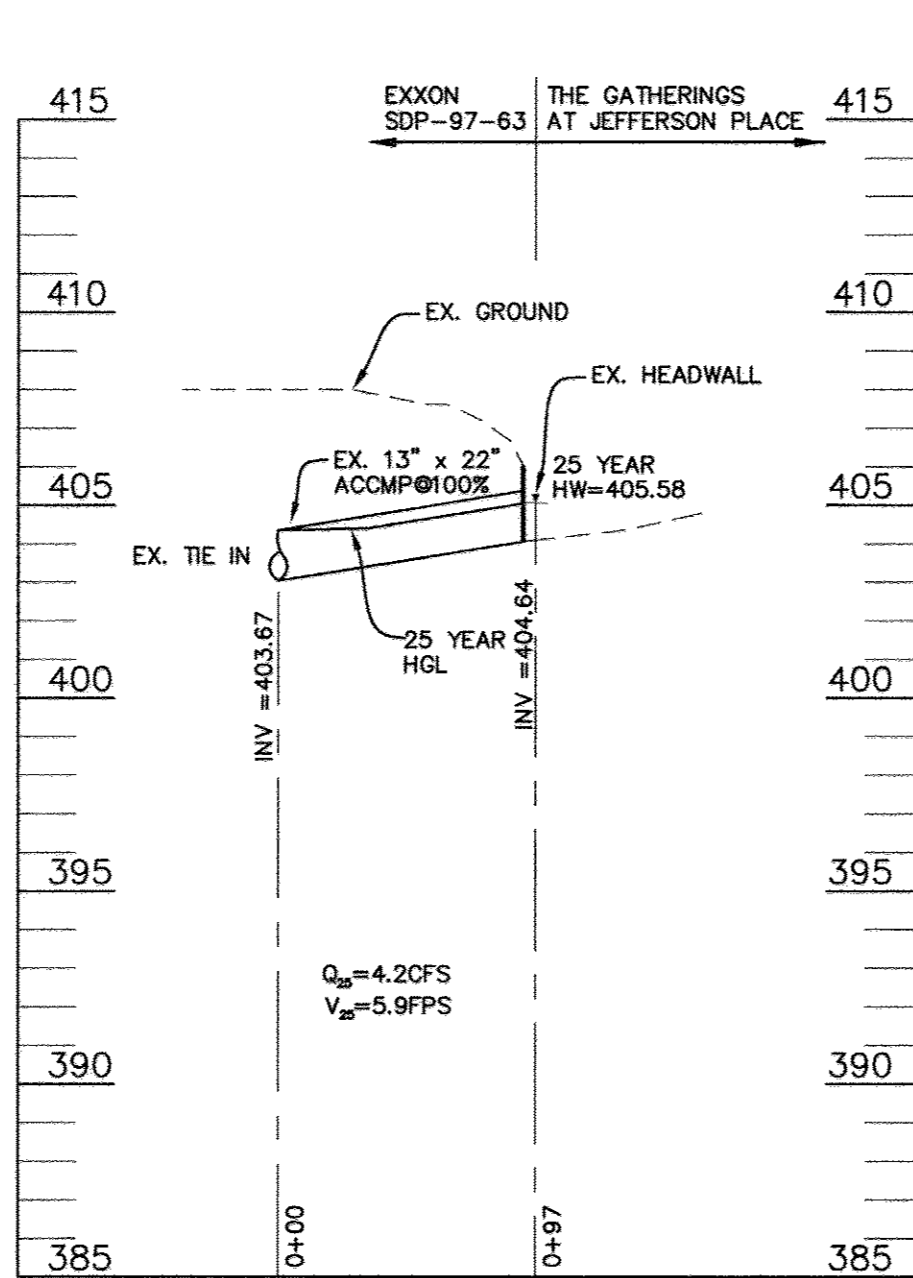 415
EXXON
SDP-97-63
THE GATHERINGS
AT JEFFERSON PLACE
415
410
EX. GROUND
410
EX. HEADWALL
EX. 13" x 22"
ACCMP@100%
405
25 YEAR
HW=405.58
405
EX. TIE IN
INV =403.67
25 YEAR
HGL
INV =404.64
400
400
395
395
Q₂₅=4.2CFS
V₂₅=5.9FPS
390
390
0+00
0+97
385
385